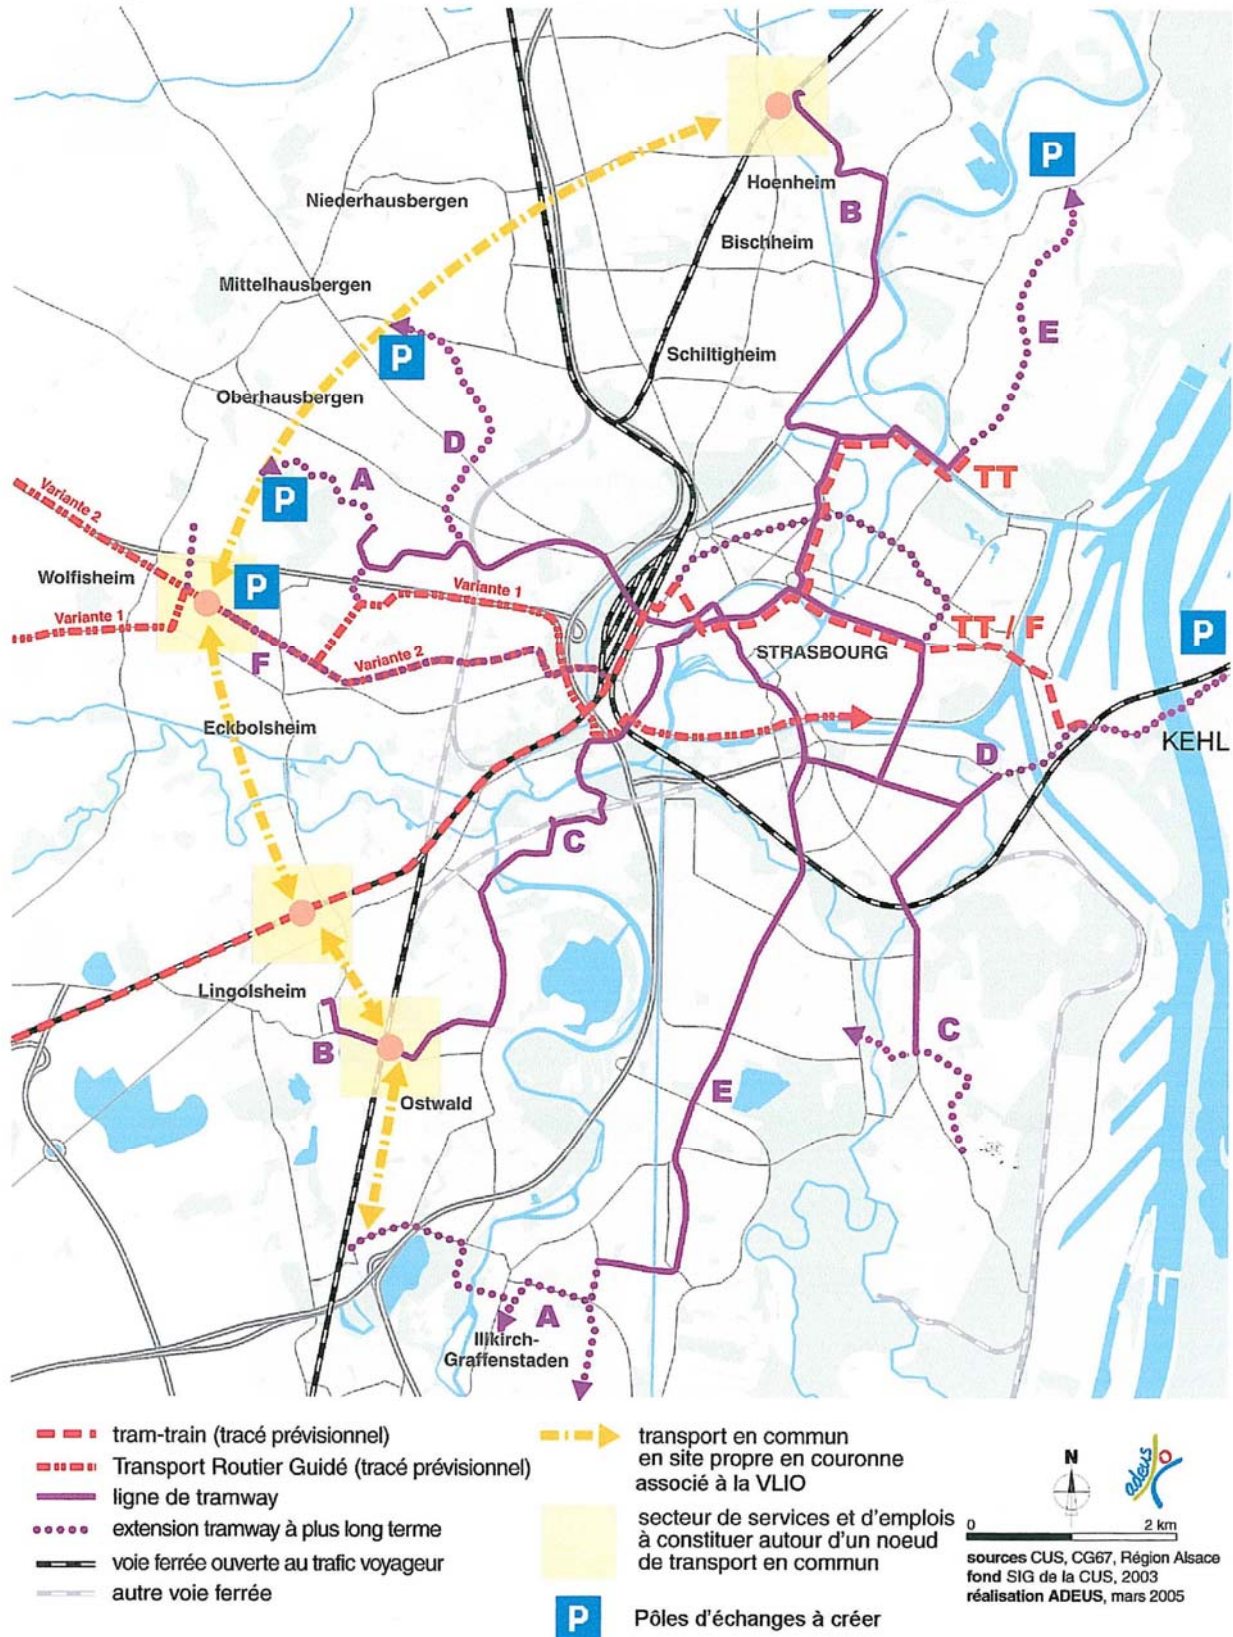 P
Hoenheim
Niederhausbergen
B
Bischheim
Mittelhausbergen
E
P
Schiltigheim
Oberhausbergen
D
A
TT
P
Variante 2
Wolfisheim
P
Variante 1
Variante 1
TT / F
P
STRASBOURG
F
Variante 2
Eckbolsheim
D
KEHL
C
Lingolsheim
B
C
E
Ostwald
A
Illkirch-
Graffenstaden
tram-train (tracé prévisionnel)
Transport Routier Guidé (tracé prévisionnel)
ligne de tramway
extension tramway à plus long terme
voie ferrée ouverte au trafic voyageur
autre voie ferrée
transport en commun
en site propre en couronne
associé à la VLIO
secteur de services et d'emplois
à constituer autour d'un noeud
de transport en commun
P
Pôles d'échanges à créer
N
adeus
0 2 km
sources CUS, CG67, Région Alsace
fond SIG de la CUS, 2003
réalisation ADEUS, mars 2005